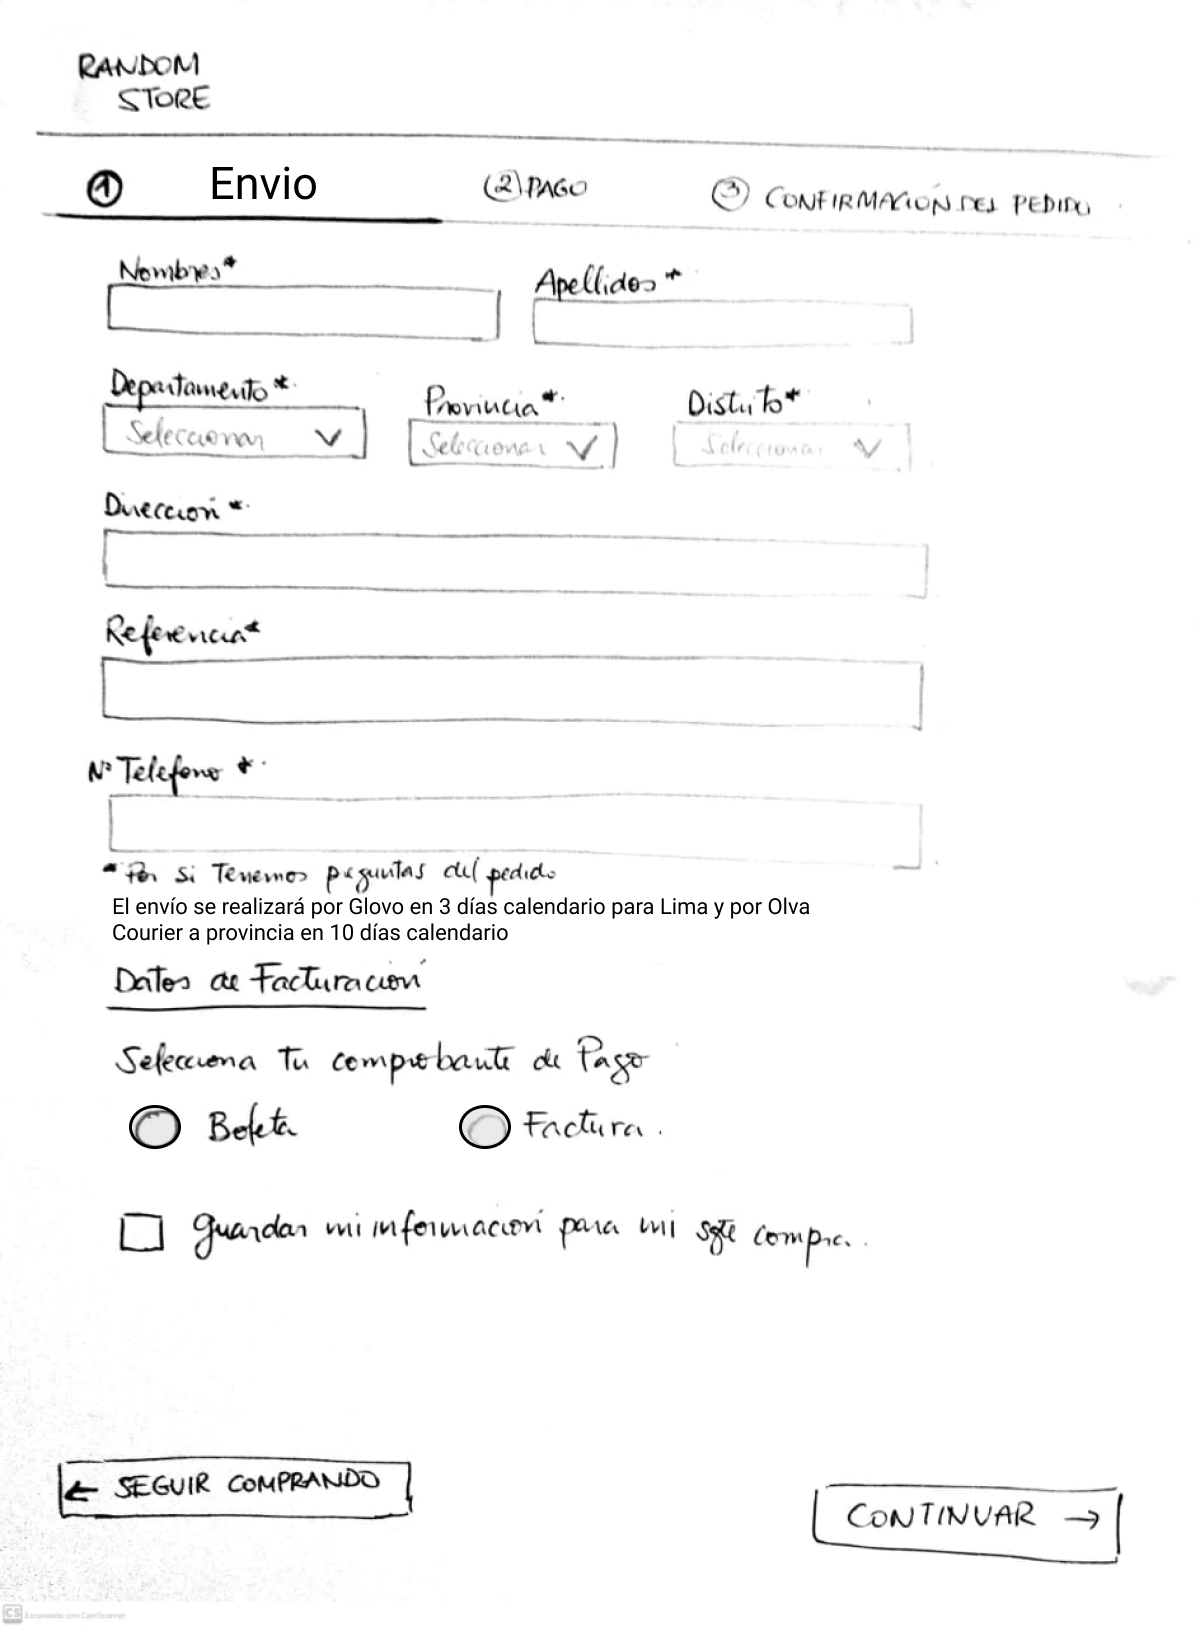 RANDOM
STORE
1 Envio (2) PAGO 3 CONFIRMACIÓN DEL PEDIDO
Nombres* Apellidos*
Departamento* Provincia* Distrito*
Seleccionar Seleccionar Seleccionar
Dirección*
Referencia*
N° Teléfono *
* Por si Tenemos preguntas del pedido
El envío se realizará por Glovo en 3 días calendario para Lima y por Olva
Courier a provincia en 10 días calendario
Datos de Facturación
Selecciona Tu comprobante de Pago
Boleta Factura.
guardar mi información para mi sgte compra.
← SEGUIR COMPRANDO
CONTINUAR →
CS Escaneado con CamScanner